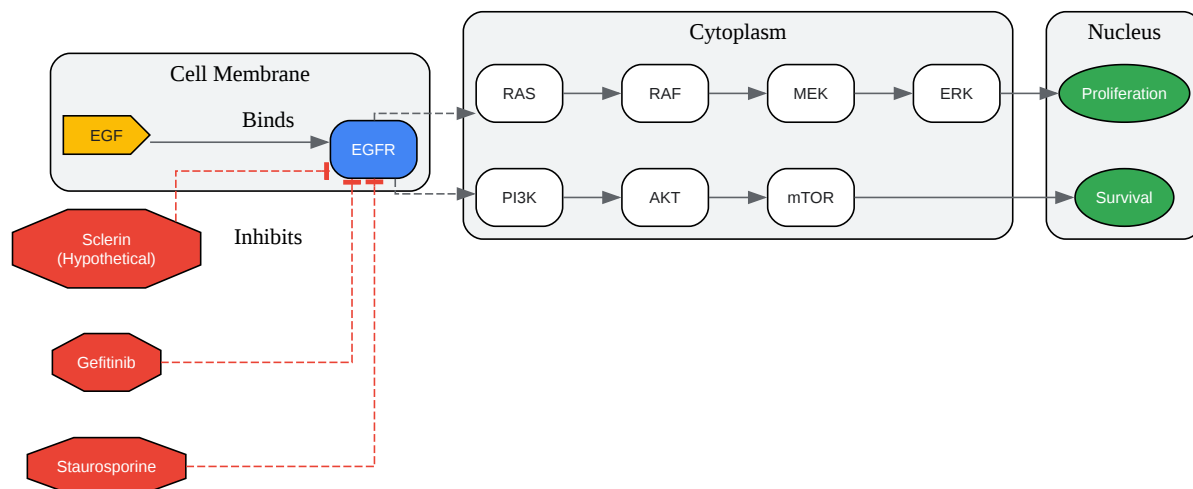 Cell Membrane
EGF
Binds
EGFR
Cytoplasm
RAS
RAF
MEK
ERK
PI3K
AKT
mTOR
Nucleus
Proliferation
Survival
Sclerin
(Hypothetical)
Inhibits
Gefitinib
Staurosporine